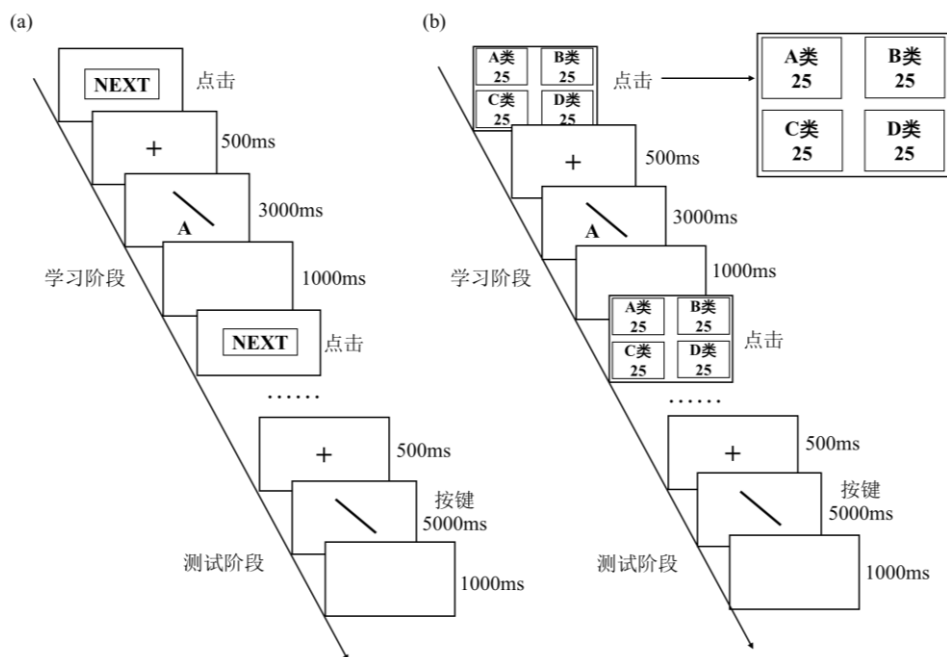 (a)
NEXT
点击
+
500ms
A
3000ms
1000ms
学习阶段
NEXT
点击
……
+
500ms
按键
5000ms
测试阶段
1000ms
(b)
A类 B类
25 25
C类 D类
25 25
点击
A类 B类
25 25
C类 D类
25 25
+
500ms
A
3000ms
1000ms
学习阶段
A类 B类
25 25
C类 D类
25 25
点击
……
+
500ms
按键
5000ms
测试阶段
1000ms